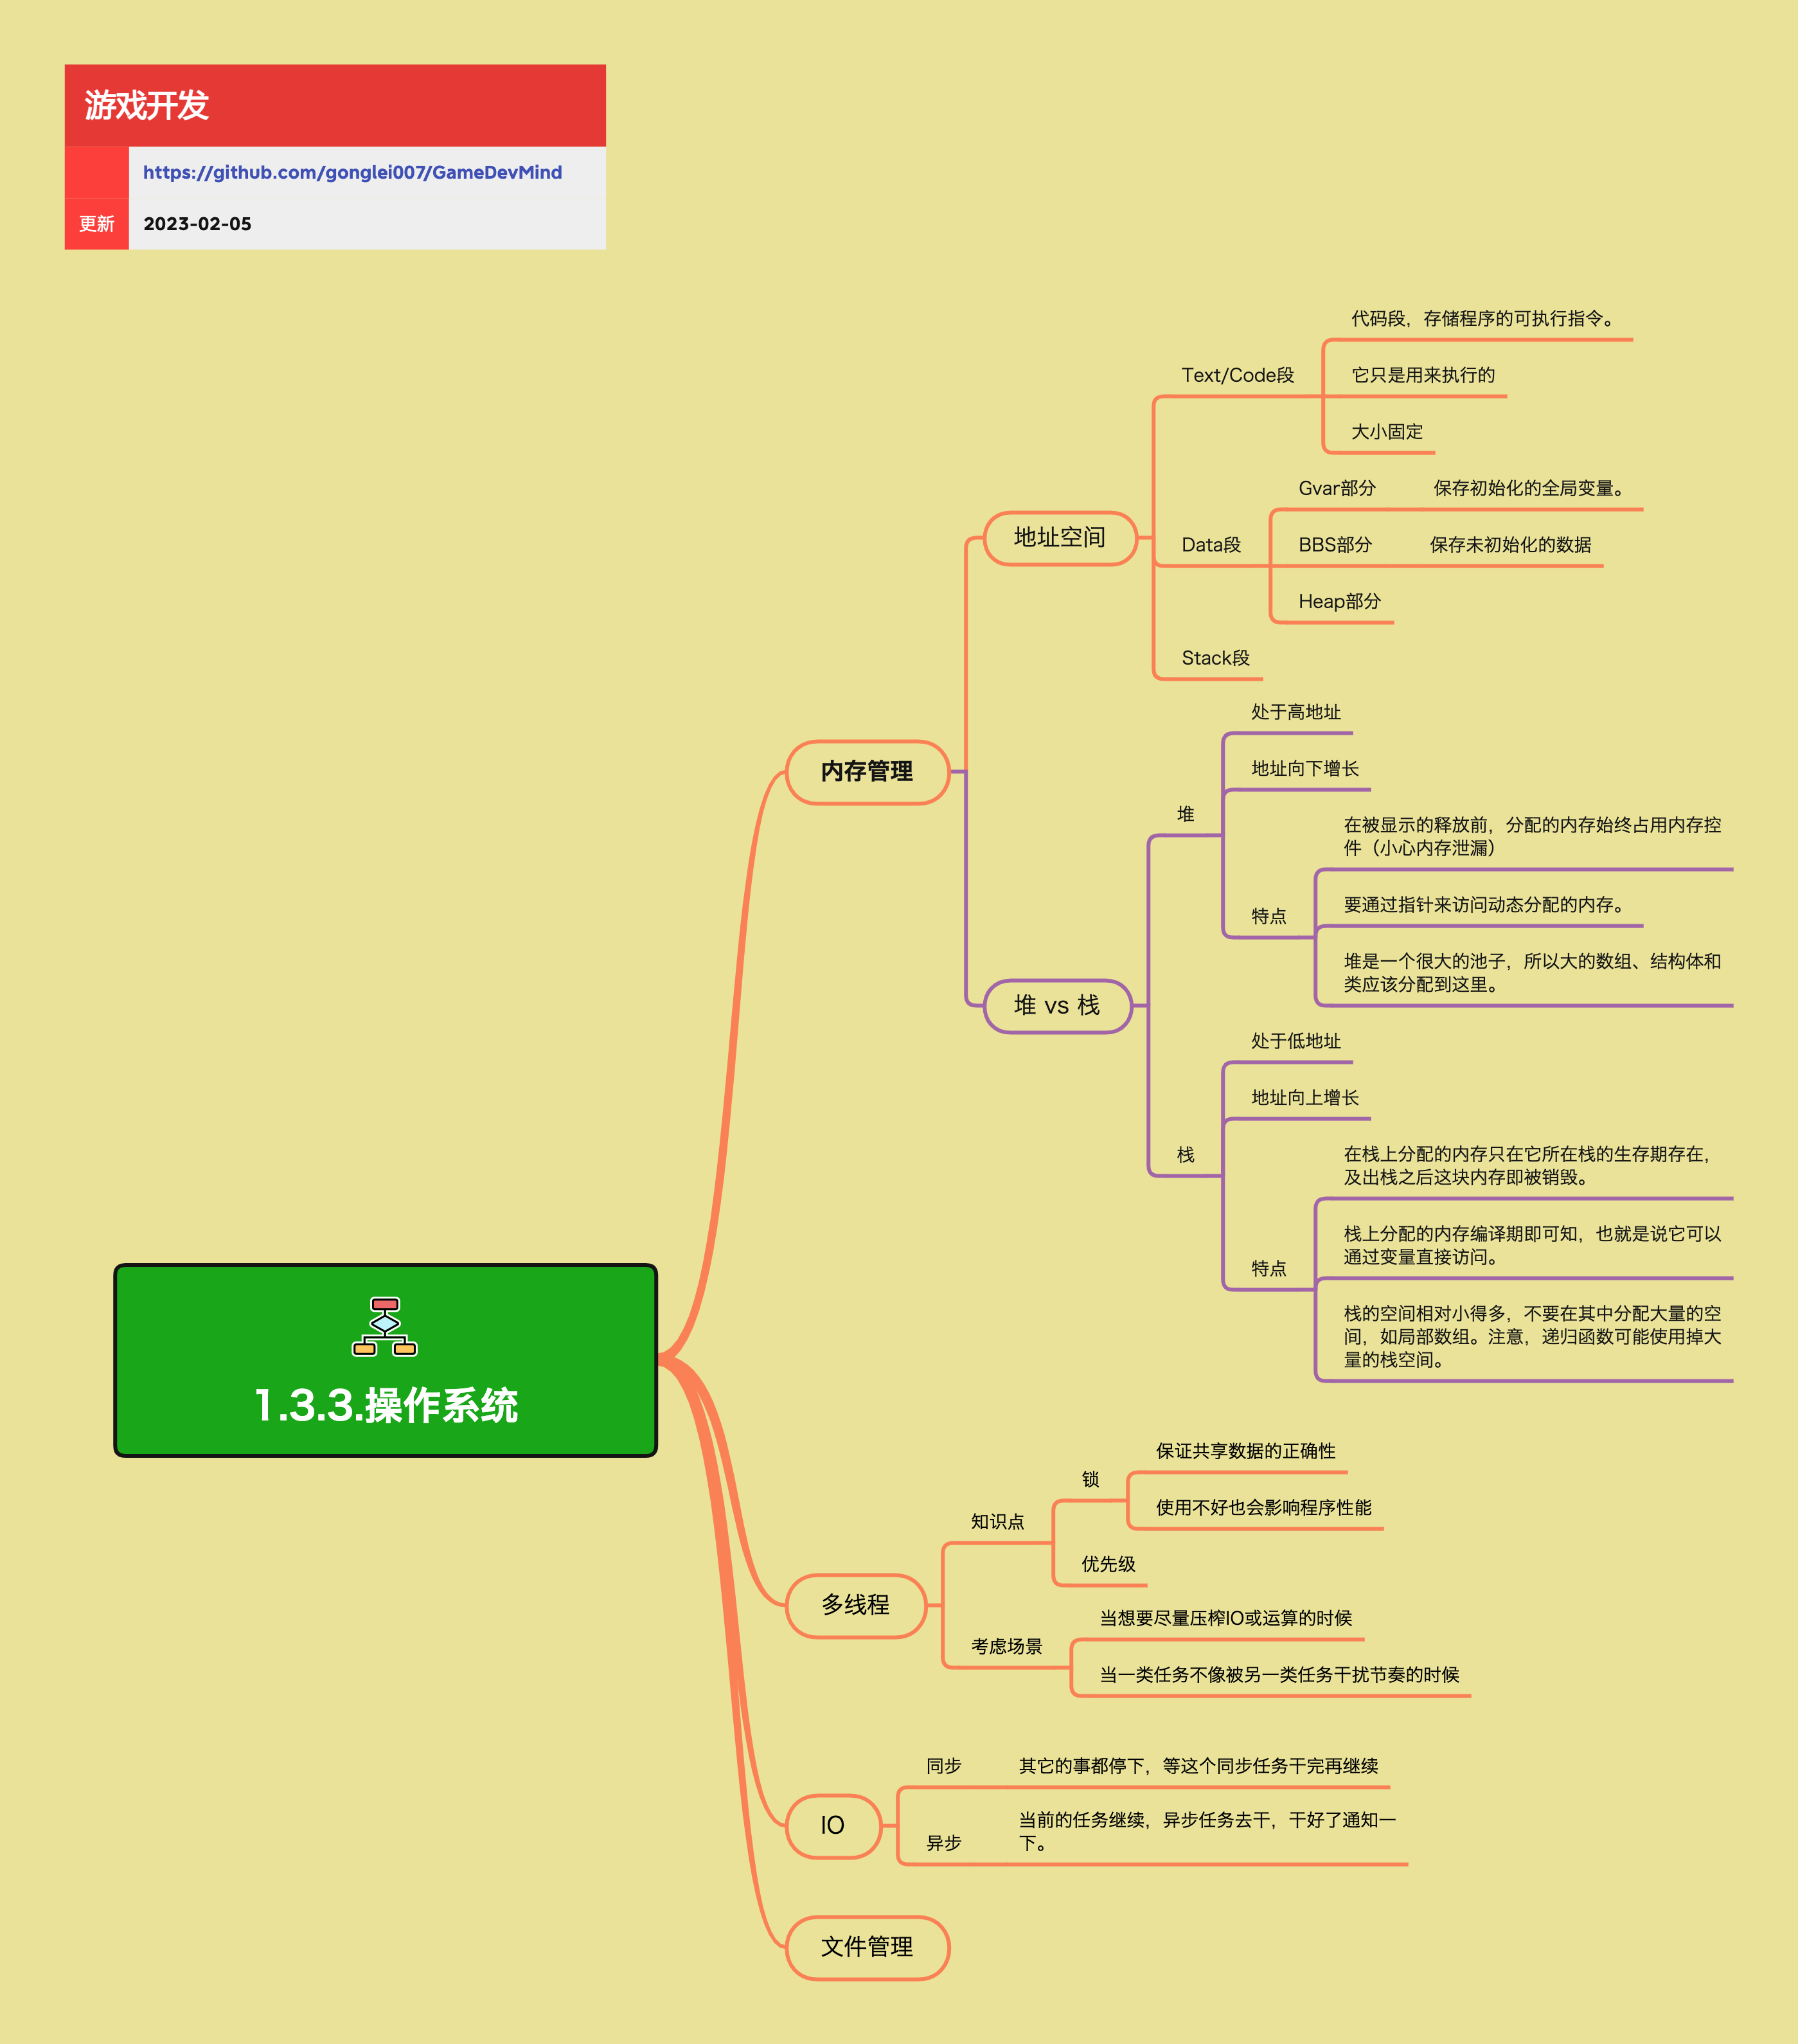 游戏开发
https://github.com/gonglei007/GameDevMind
更新
2023-02-05
1.3.3.操作系统
内存管理
地址空间
Text/Code段
代码段，存储程序的可执行指令。
它只是用来执行的
大小固定
Data段
Gvar部分
保存初始化的全局变量。
BBS部分
保存未初始化的数据
Heap部分
Stack段
堆 vs 栈
堆
处于高地址
地址向下增长
特点
在被显示的释放前，分配的内存始终占用内存控
件（小心内存泄漏）
要通过指针来访问动态分配的内存。
堆是一个很大的池子，所以大的数组、结构体和
类应该分配到这里。
栈
处于低地址
地址向上增长
特点
在栈上分配的内存只在它所在栈的生存期存在，
及出栈之后这块内存即被销毁。
栈上分配的内存编译期即可知，也就是说它可以
通过变量直接访问。
栈的空间相对小得多，不要在其中分配大量的空
间，如局部数组。注意，递归函数可能使用掉大
量的栈空间。
多线程
知识点
锁
保证共享数据的正确性
使用不好也会影响程序性能
优先级
考虑场景
当想要尽量压榨IO或运算的时候
当一类任务不像被另一类任务干扰节奏的时候
IO
同步
其它的事都停下，等这个同步任务干完再继续
异步
当前的任务继续，异步任务去干，干好了通知一
下。
文件管理